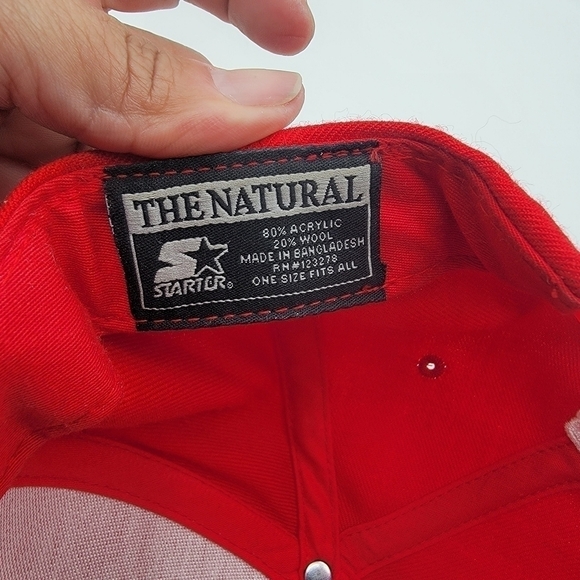 THE NATURAL
80% ACRYLIC
20% WOOL
MADE IN BANGLADESH
RN#123278
ONE SIZE FITS ALL
STARTER®